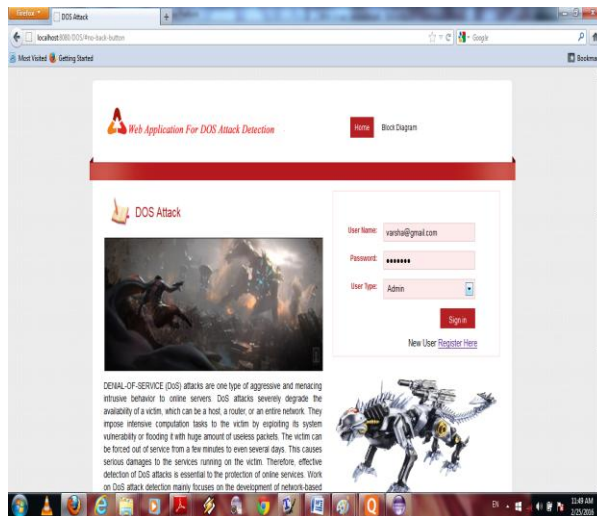 Firefox
DOS Attack
+
localhost:8080/DOS/#no-back-button
Google
Most Visited
Getting Started
Bookma
Web Application For DOS Attack Detection
Home
Block Diagram
DOS Attack
User Name:
varsha@gmail.com
Password:
User Type:
Admin
Sign in
New User Register Here
DENIAL-OF-SERVICE (DoS) attacks are one type of aggressive and menacing
intrusive behavior to online servers. DoS attacks severely degrade the
availability of a victim, which can be a host, a router, or an entire network. They
impose intensive computation tasks to the victim by exploiting its system
vulnerability or flooding it with huge amount of useless packets. The victim can
be forced out of service from a few minutes to even several days. This causes
serious damages to the services running on the victim. Therefore, effective
detection of DoS attacks is essential to the protection of online services. Work
on DoS attack detection mainly focuses on the development of network-based
EN
11:49 AM
2/25/2016